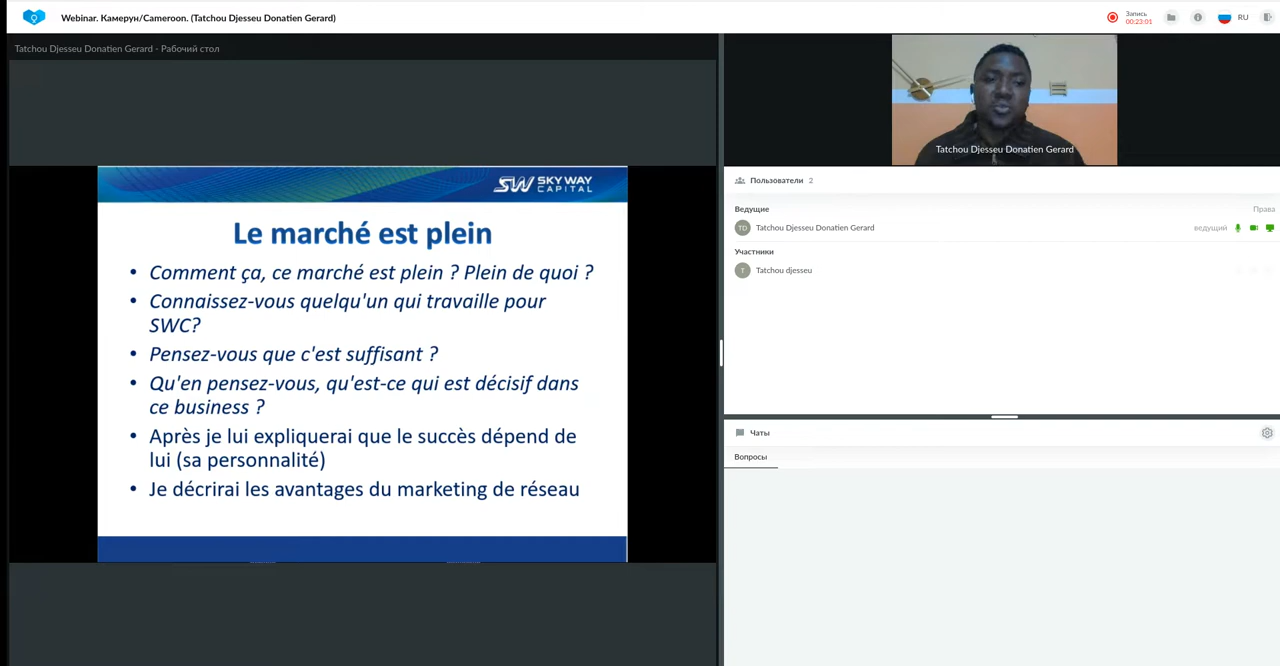 Webinar. Камерун/Cameroon. (Tatchou Djesseu Donatien Gerard)
Запись
00:23:01
RU
Tatchou Djesseu Donatien Gerard - Рабочий стол
Tatchou Djesseu Donatien Gerard
SW SKY WAY
CAPITAL
Le marché est plein
• Comment ça, ce marché est plein ? Plein de quoi ?
• Connaissez-vous quelqu'un qui travaille pour
SWC?
• Pensez-vous que c'est suffisant ?
• Qu'en pensez-vous, qu'est-ce qui est décisif dans
ce business ?
• Après je lui expliquerai que le succès dépend de
lui (sa personnalité)
• Je décrirai les avantages du marketing de réseau
Пользователи 2
Ведущие Права
TD Tatchou Djesseu Donatien Gerard ведущий
Участники
T Tatchou djesseu
Чаты
Вопросы